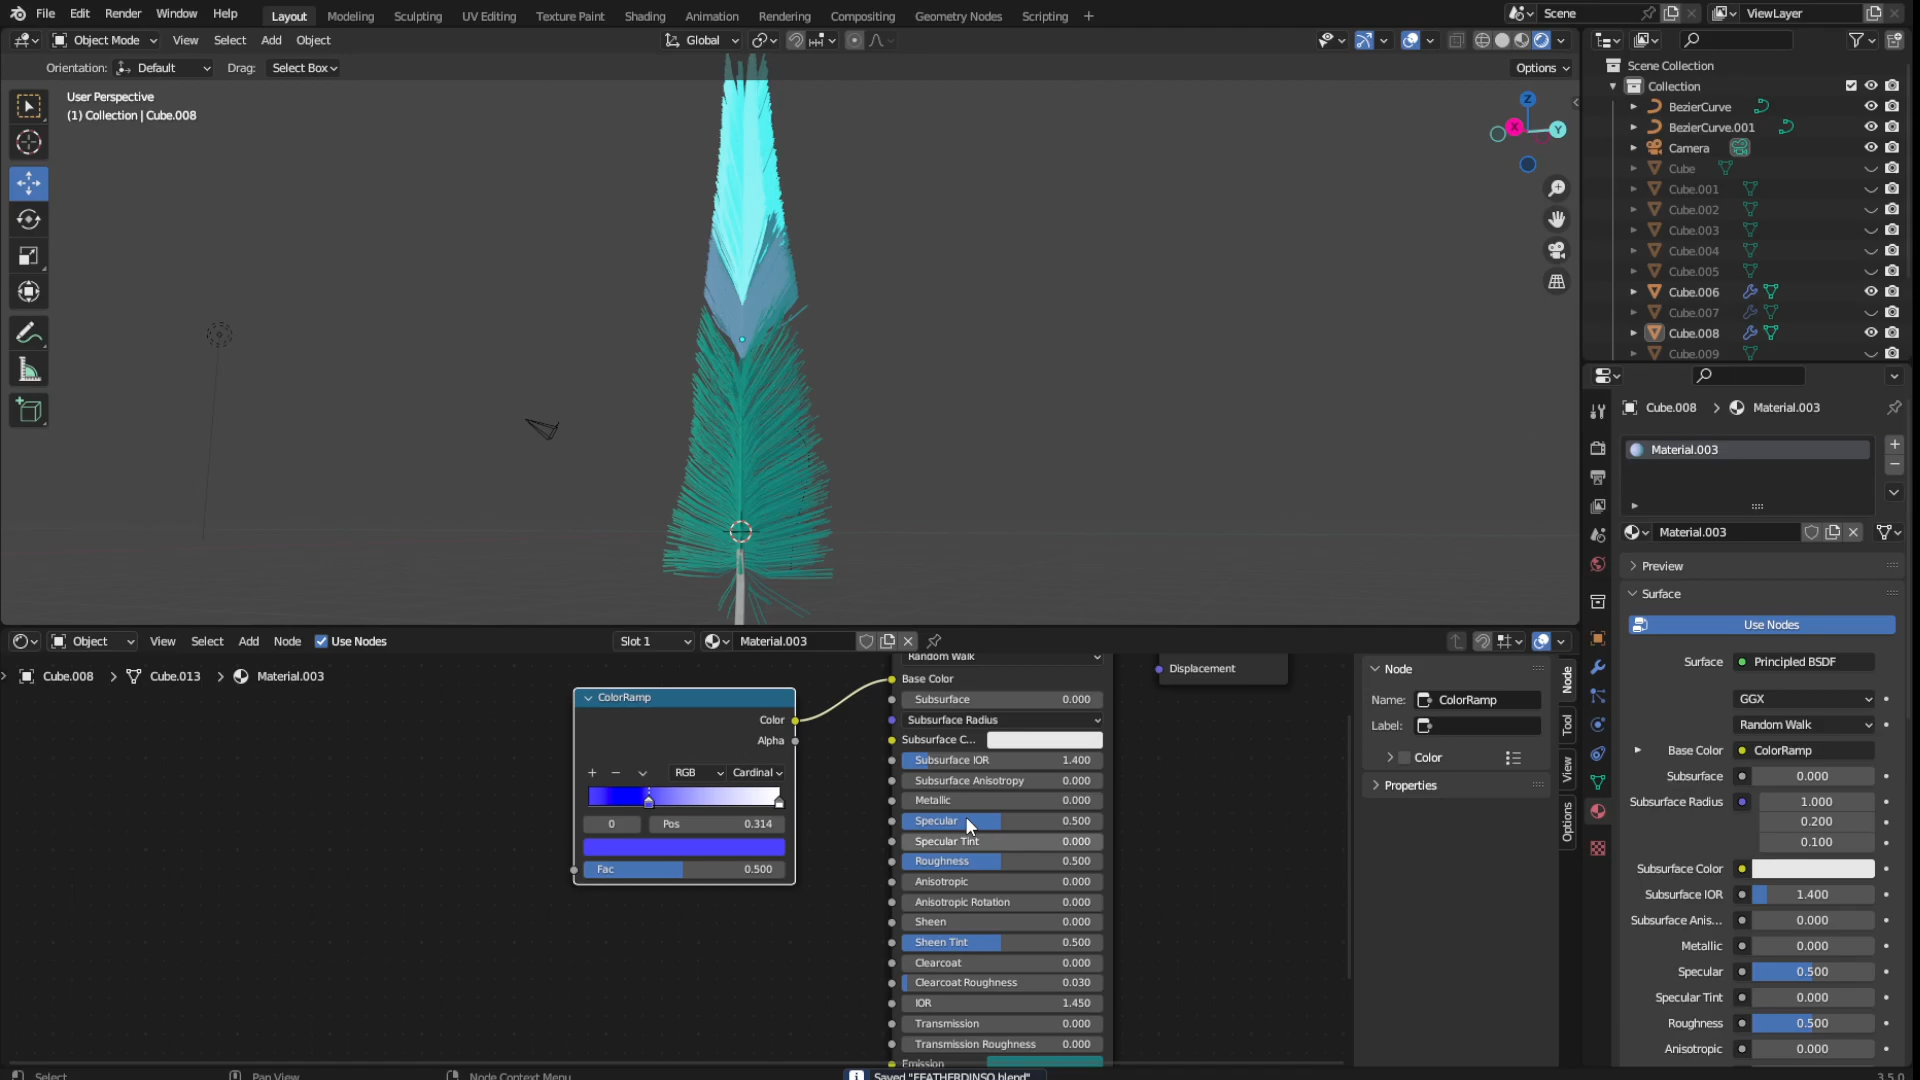 File Edit Render Window Help Layout Modeling Sculpting UV Editing Texture Paint Shading Animation Rendering Compositing Geometry Nodes Scripting + Scene ViewLayer
Object Mode View Select Add Object Global
Orientation: Default Drag: Select Box Options
User Perspective
(1) Collection | Cube.008
Z
X
Y
Scene Collection
Collection
BezierCurve
BezierCurve.001
Camera
Cube
Cube.001
Cube.002
Cube.003
Cube.004
Cube.005
Cube.006
Cube.007
Cube.008
Cube.009
Cube.008 > Material.003
Material.003
Material.003
Preview
Surface
Use Nodes
Surface Principled BSDF
GGX
Random Walk
Base Color ColorRamp
Subsurface 0.000
Subsurface Radius 1.000
0.200
0.100
Subsurface Color
Subsurface IOR 1.400
Subsurface Anis... 0.000
Metallic 0.000
Specular 0.500
Specular Tint 0.000
Roughness 0.500
Anisotropic 0.000
Object View Select Add Node Use Nodes Slot 1 Material.003
Cube.008 > Cube.013 > Material.003
ColorRamp
Color
Alpha
+ − RGB Cardinal
0 Pos 0.314
Fac 0.500
Random Walk
Base Color
Subsurface 0.000
Subsurface Radius
Subsurface C...
Subsurface IOR 1.400
Subsurface Anisotropy 0.000
Metallic 0.000
Specular 0.500
Specular Tint 0.000
Roughness 0.500
Anisotropic 0.000
Anisotropic Rotation 0.000
Sheen 0.000
Sheen Tint 0.500
Clearcoat 0.000
Clearcoat Roughness 0.030
IOR 1.450
Transmission 0.000
Transmission Roughness 0.000
Emission
Displacement
Node
Name: ColorRamp
Label:
Color
Properties
Node
Tool
View
Options
Select Pan View Node Context Menu Saved "FEATHERDINSO.blend" 3.5.0